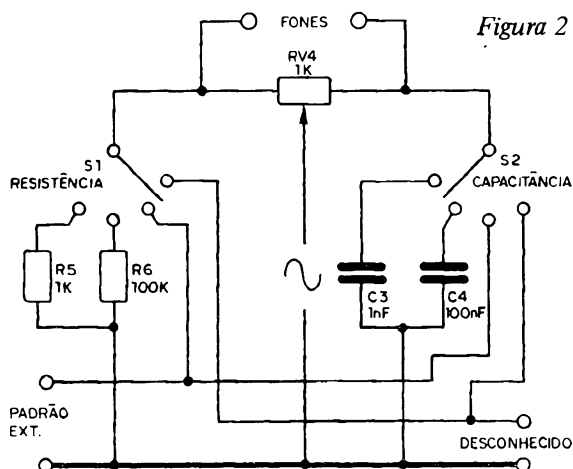 Figura 2
FONES
RV4
1K
S1
RESISTÊNCIA
S2
CAPACITÂNCIA
R5
1K
R6
100K
C3
1nF
C4
100nF
PADRÃO
EXT.
DESCONHECIDO